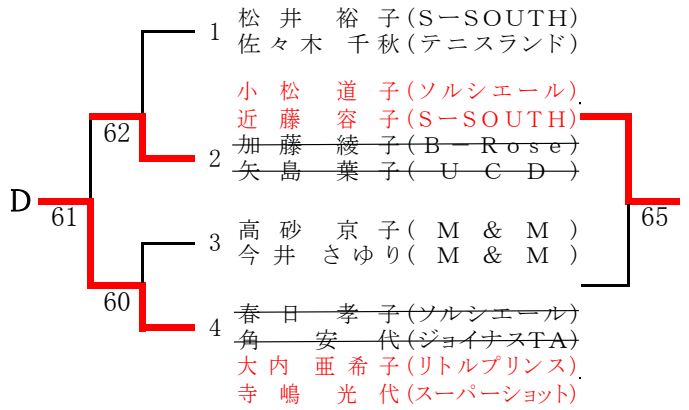 1 松井 裕子(S−SOUTH)
佐々木 千秋(テニスランド)
小松 道子(ソルシエール)
近藤 容子(S−SOUTH)
62
2 加藤 綾子(B−Rose)
矢島 葉子(UCD)
D
61
65
3 高砂 京子(M&M)
今井 さゆり(M&M)
60
4 春日 孝子(ソルシエール)
角 安代(ジョイナスTA)
大内 亜希子(リトルプリンス)
寺嶋 光代(スーパーショット)